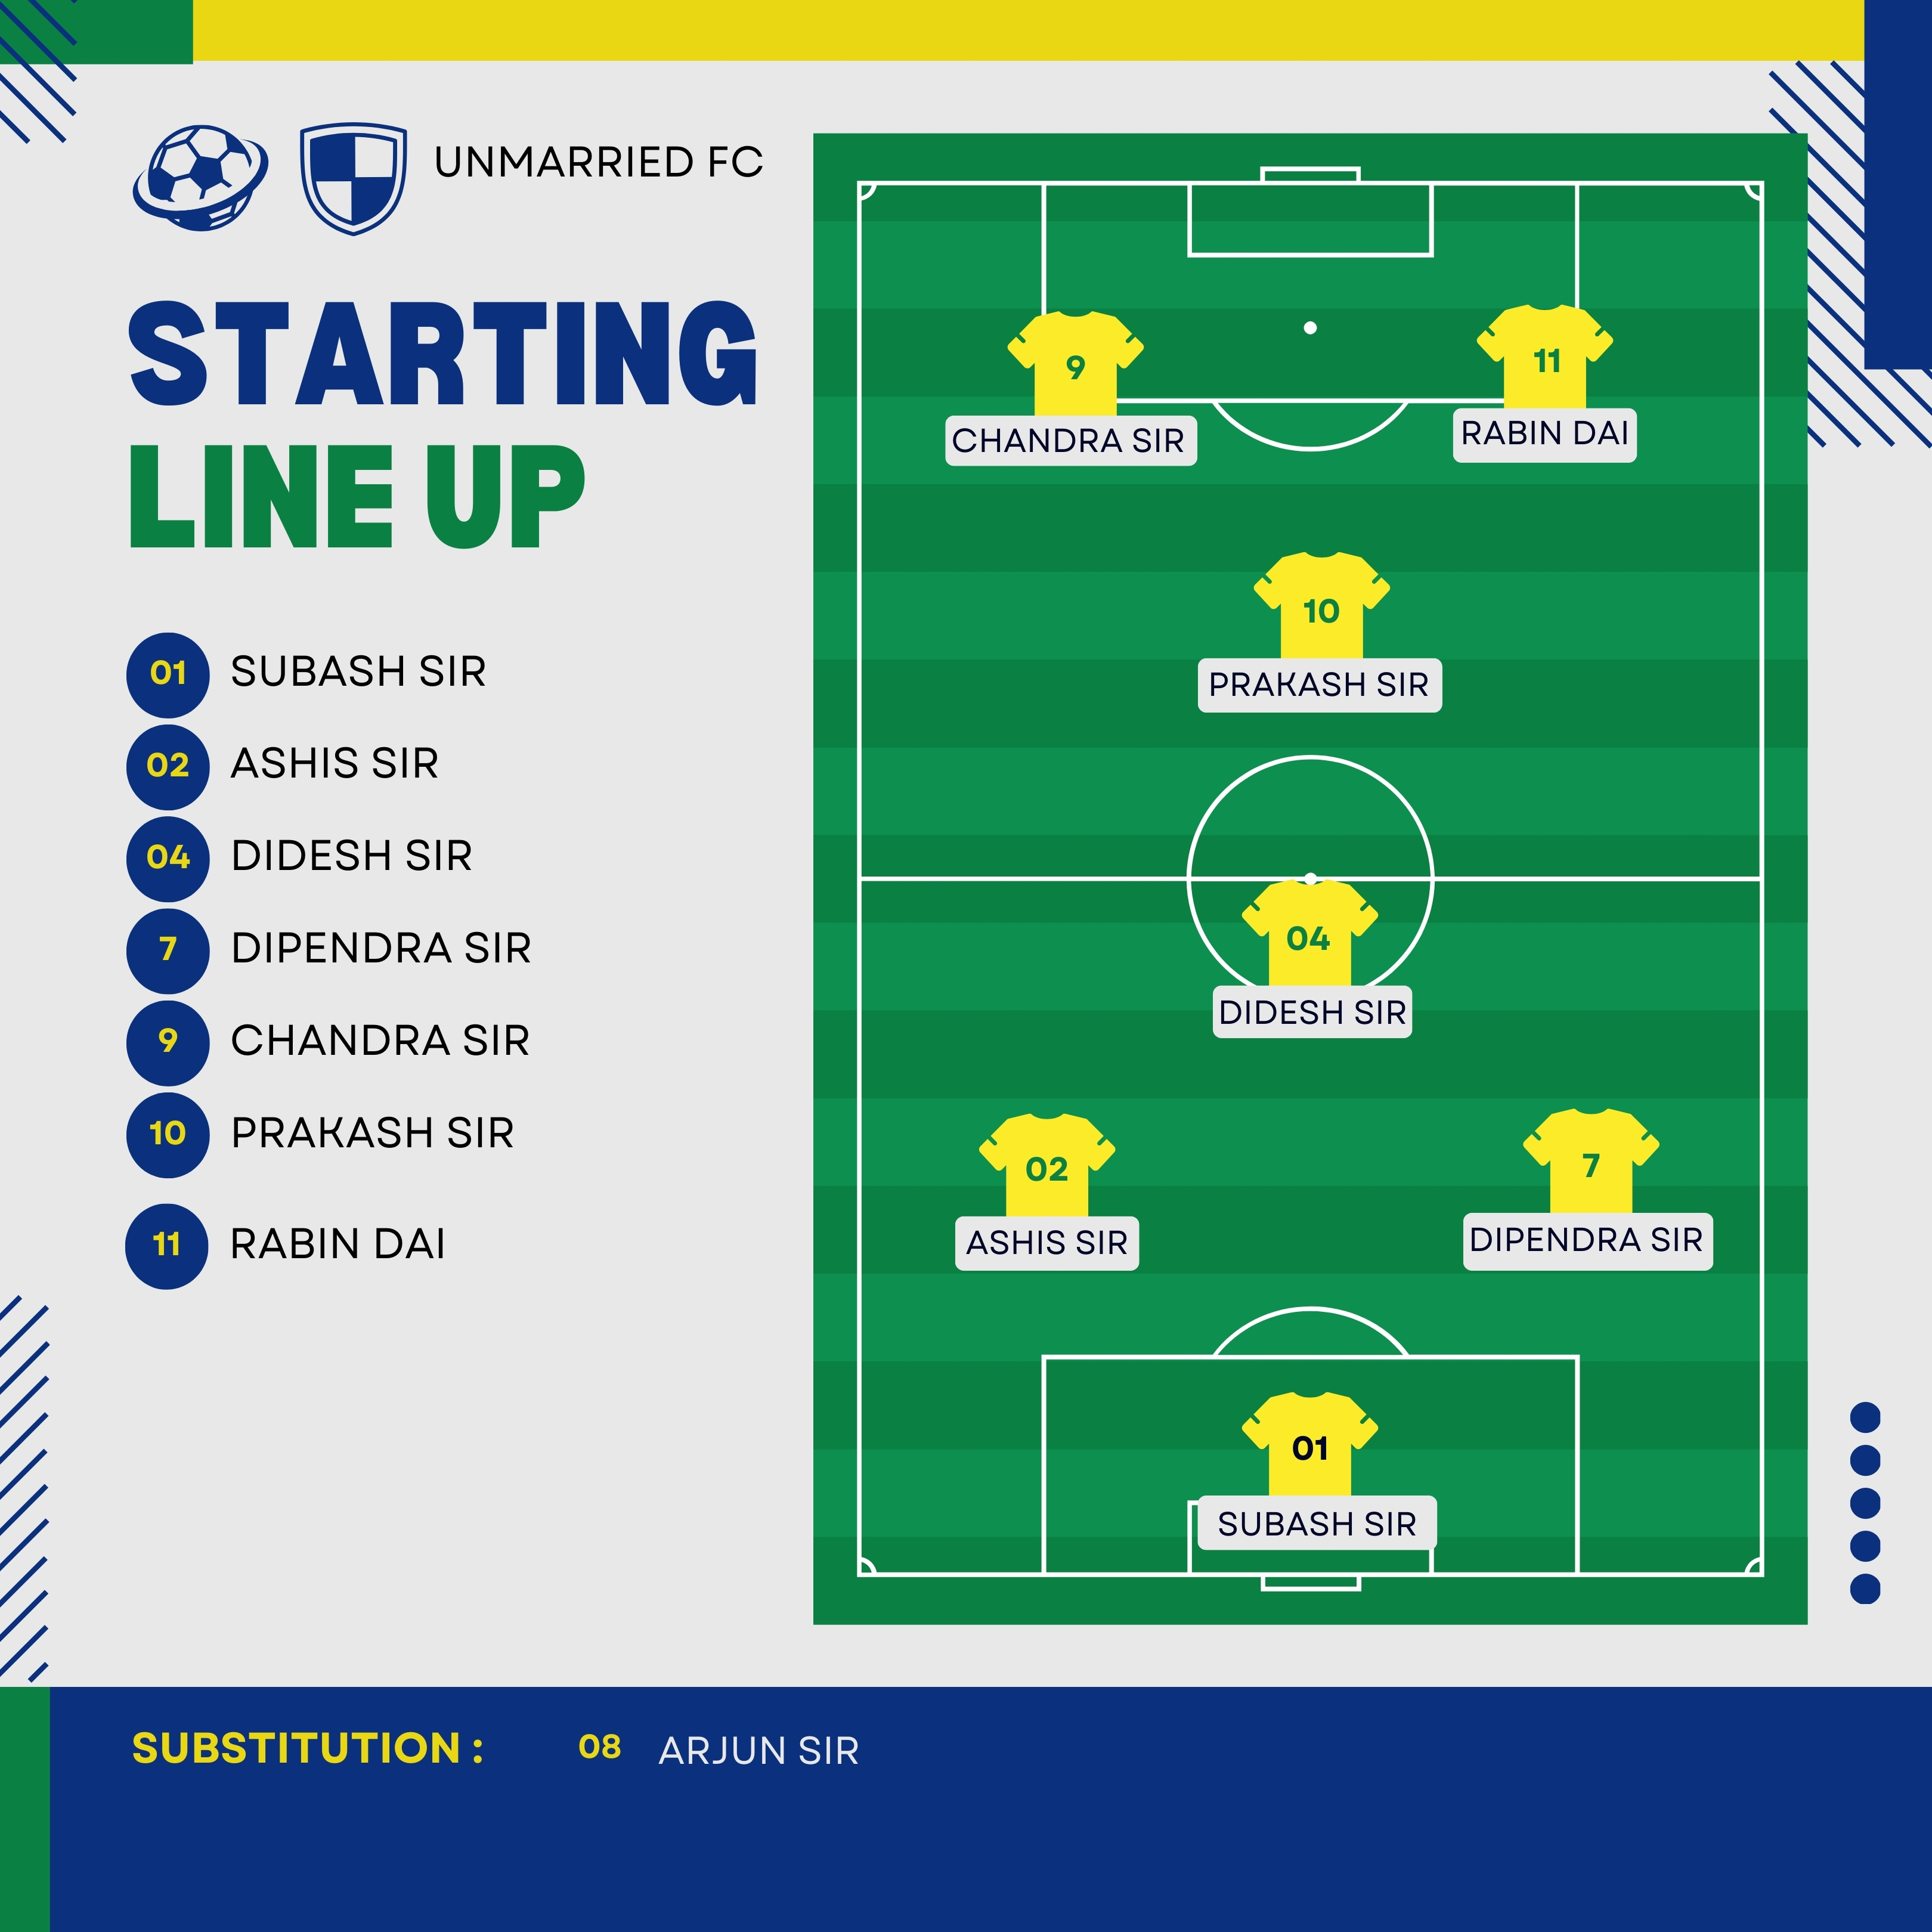 UNMARRIED FC
STARTING
LINE UP
01 SUBASH SIR
02 ASHIS SIR
04 DIDESH SIR
7 DIPENDRA SIR
9 CHANDRA SIR
10 PRAKASH SIR
11 RABIN DAI
9
CHANDRA SIR
11
RABIN DAI
10
PRAKASH SIR
04
DIDESH SIR
02
ASHIS SIR
7
DIPENDRA SIR
01
SUBASH SIR
SUBSTITUTION : 08 ARJUN SIR